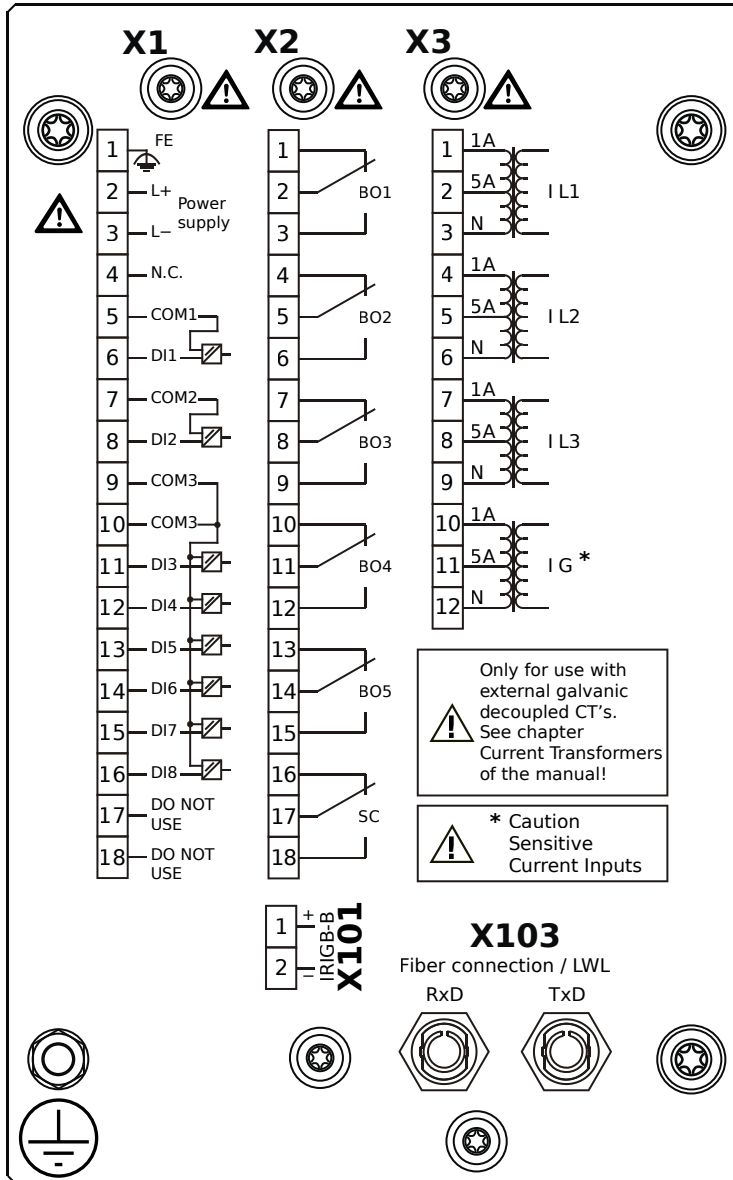 X1 X2 X3
1 FE
2 L+
Power
supply
3 L−
4 N.C.
5 COM1
6 DI1
7 COM2
8 DI2
9 COM3
10 COM3
11 DI3
12 DI4
13 DI5
14 DI6
15 DI7
16 DI8
17 DO NOT
USE
18 DO NOT
USE
1
2 BO1
3
4
5 BO2
6
7
8 BO3
9
10
11 BO4
12
13
14 BO5
15
16
17 SC
18
1 1A
2 5A I L1
3 N
4 1A
5 5A I L2
6 N
7 1A
8 5A I L3
9 N
10 1A
11 5A I G *
12 N
! Only for use with
external galvanic
decoupled CT's.
See chapter
Current Transformers
of the manual!
! * Caution
Sensitive
Current Inputs
1 +
2 −
IRIGB-B
X101
X103
Fiber connection / LWL
RxD TxD